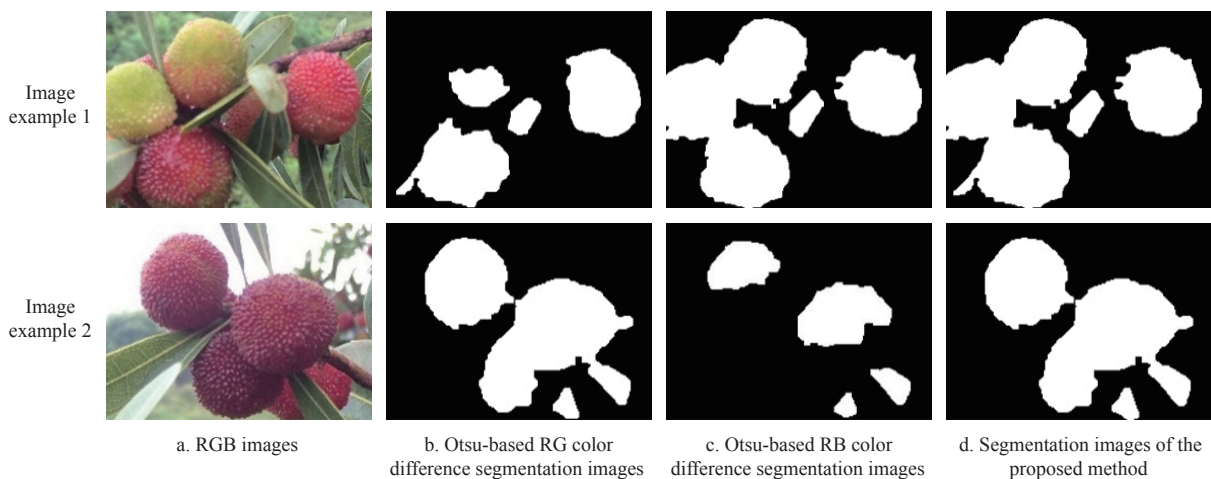 Image
example 1
Image
example 2
a. RGB images
b. Otsu-based RG color
difference segmentation images
c. Otsu-based RB color
difference segmentation images
d. Segmentation images of the
proposed method